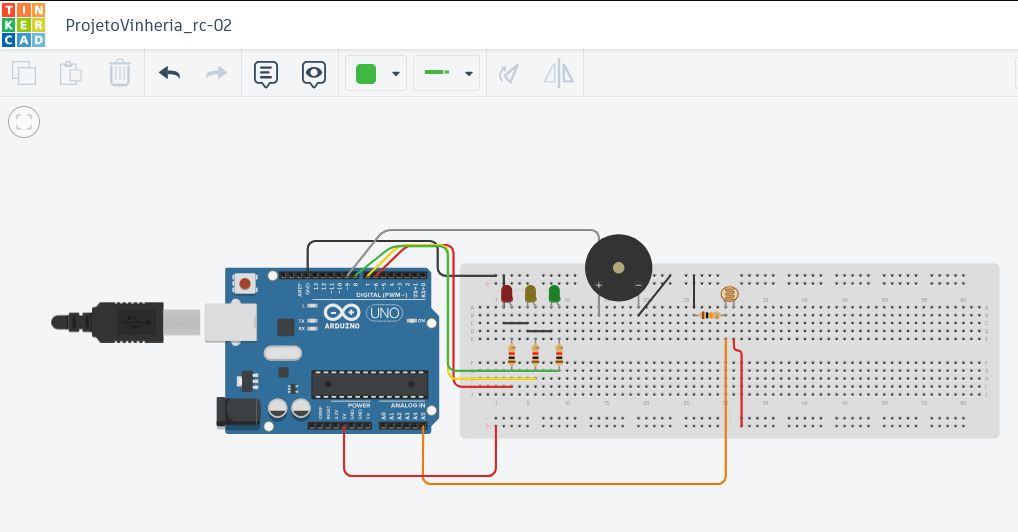 TIN
KER
CAD
ProjetoVinheria_rc-02
AREF
GND
13
12
~11
~10
~9
8
7
~6
~5
4
~3
2
TX→1
RX←0
DIGITAL (PWM~)
L
TX
RX
ARDUINO
UNO
ON
POWER
ANALOG IN
IOREF
RESET
3.3V
5V
GND
GND
Vin
A0
A1
A2
A3
A4
A5
+
−